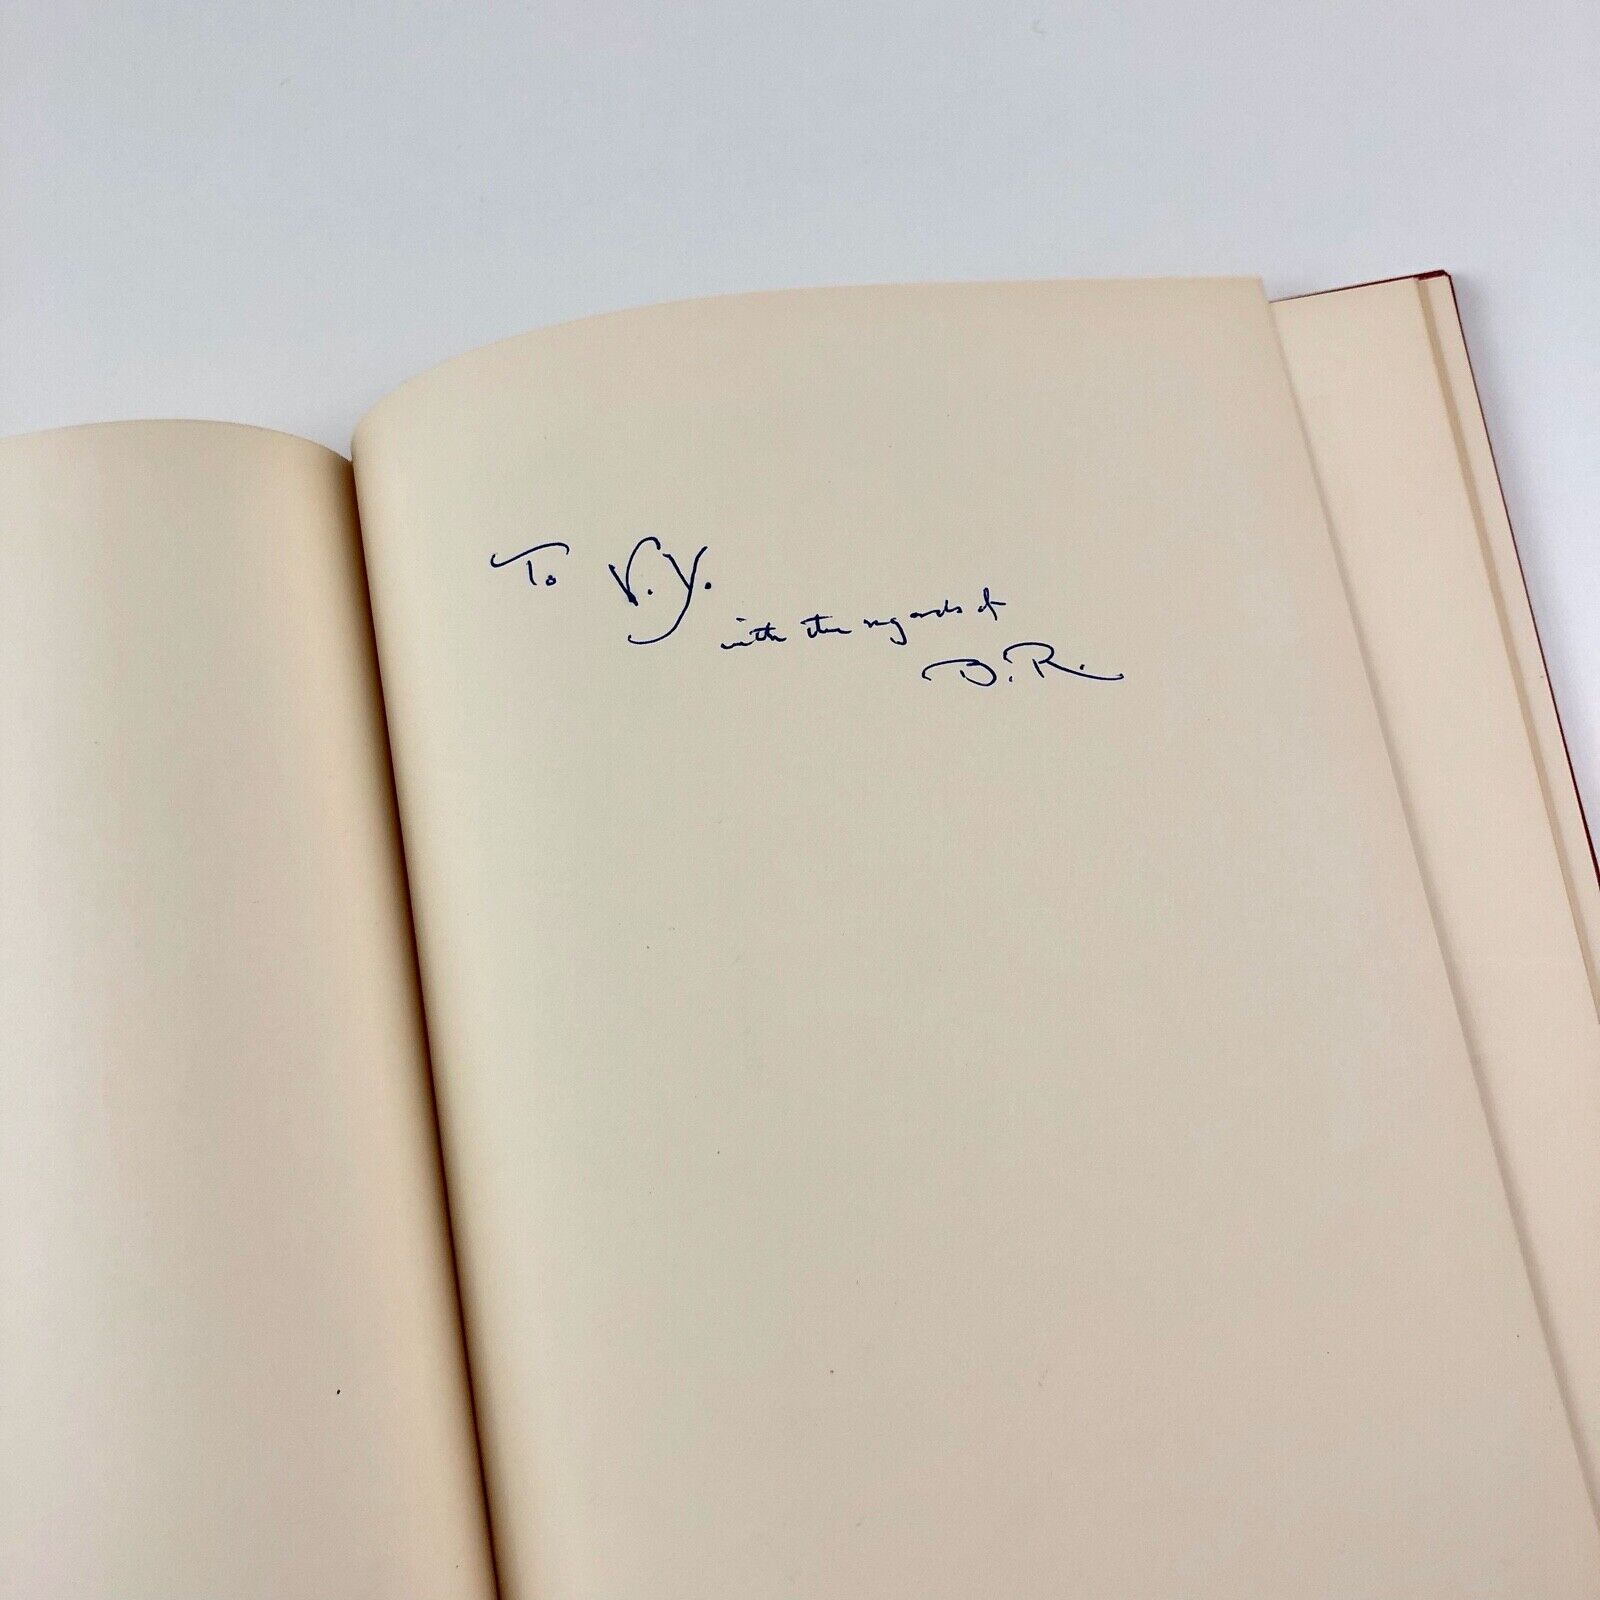 To V.Y.
with the regards of
D.R.